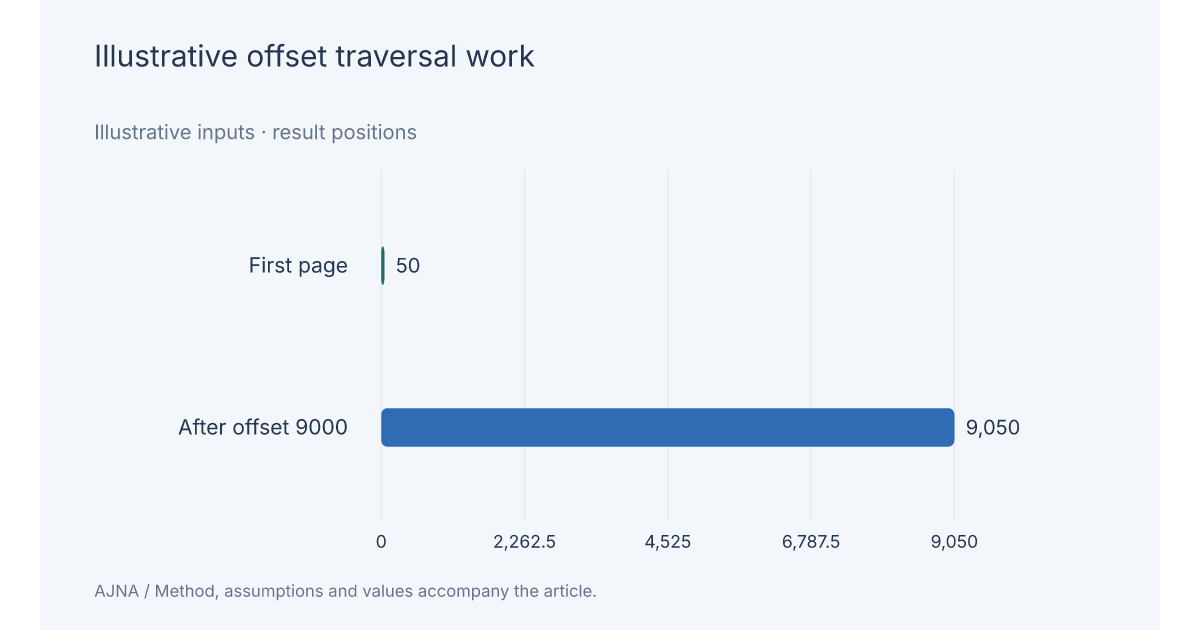 Illustrative offset traversal work
Illustrative inputs · result positions
First page 50
After offset 9000 9,050
0 2,262.5 4,525 6,787.5 9,050
AJNA / Method, assumptions and values accompany the article.